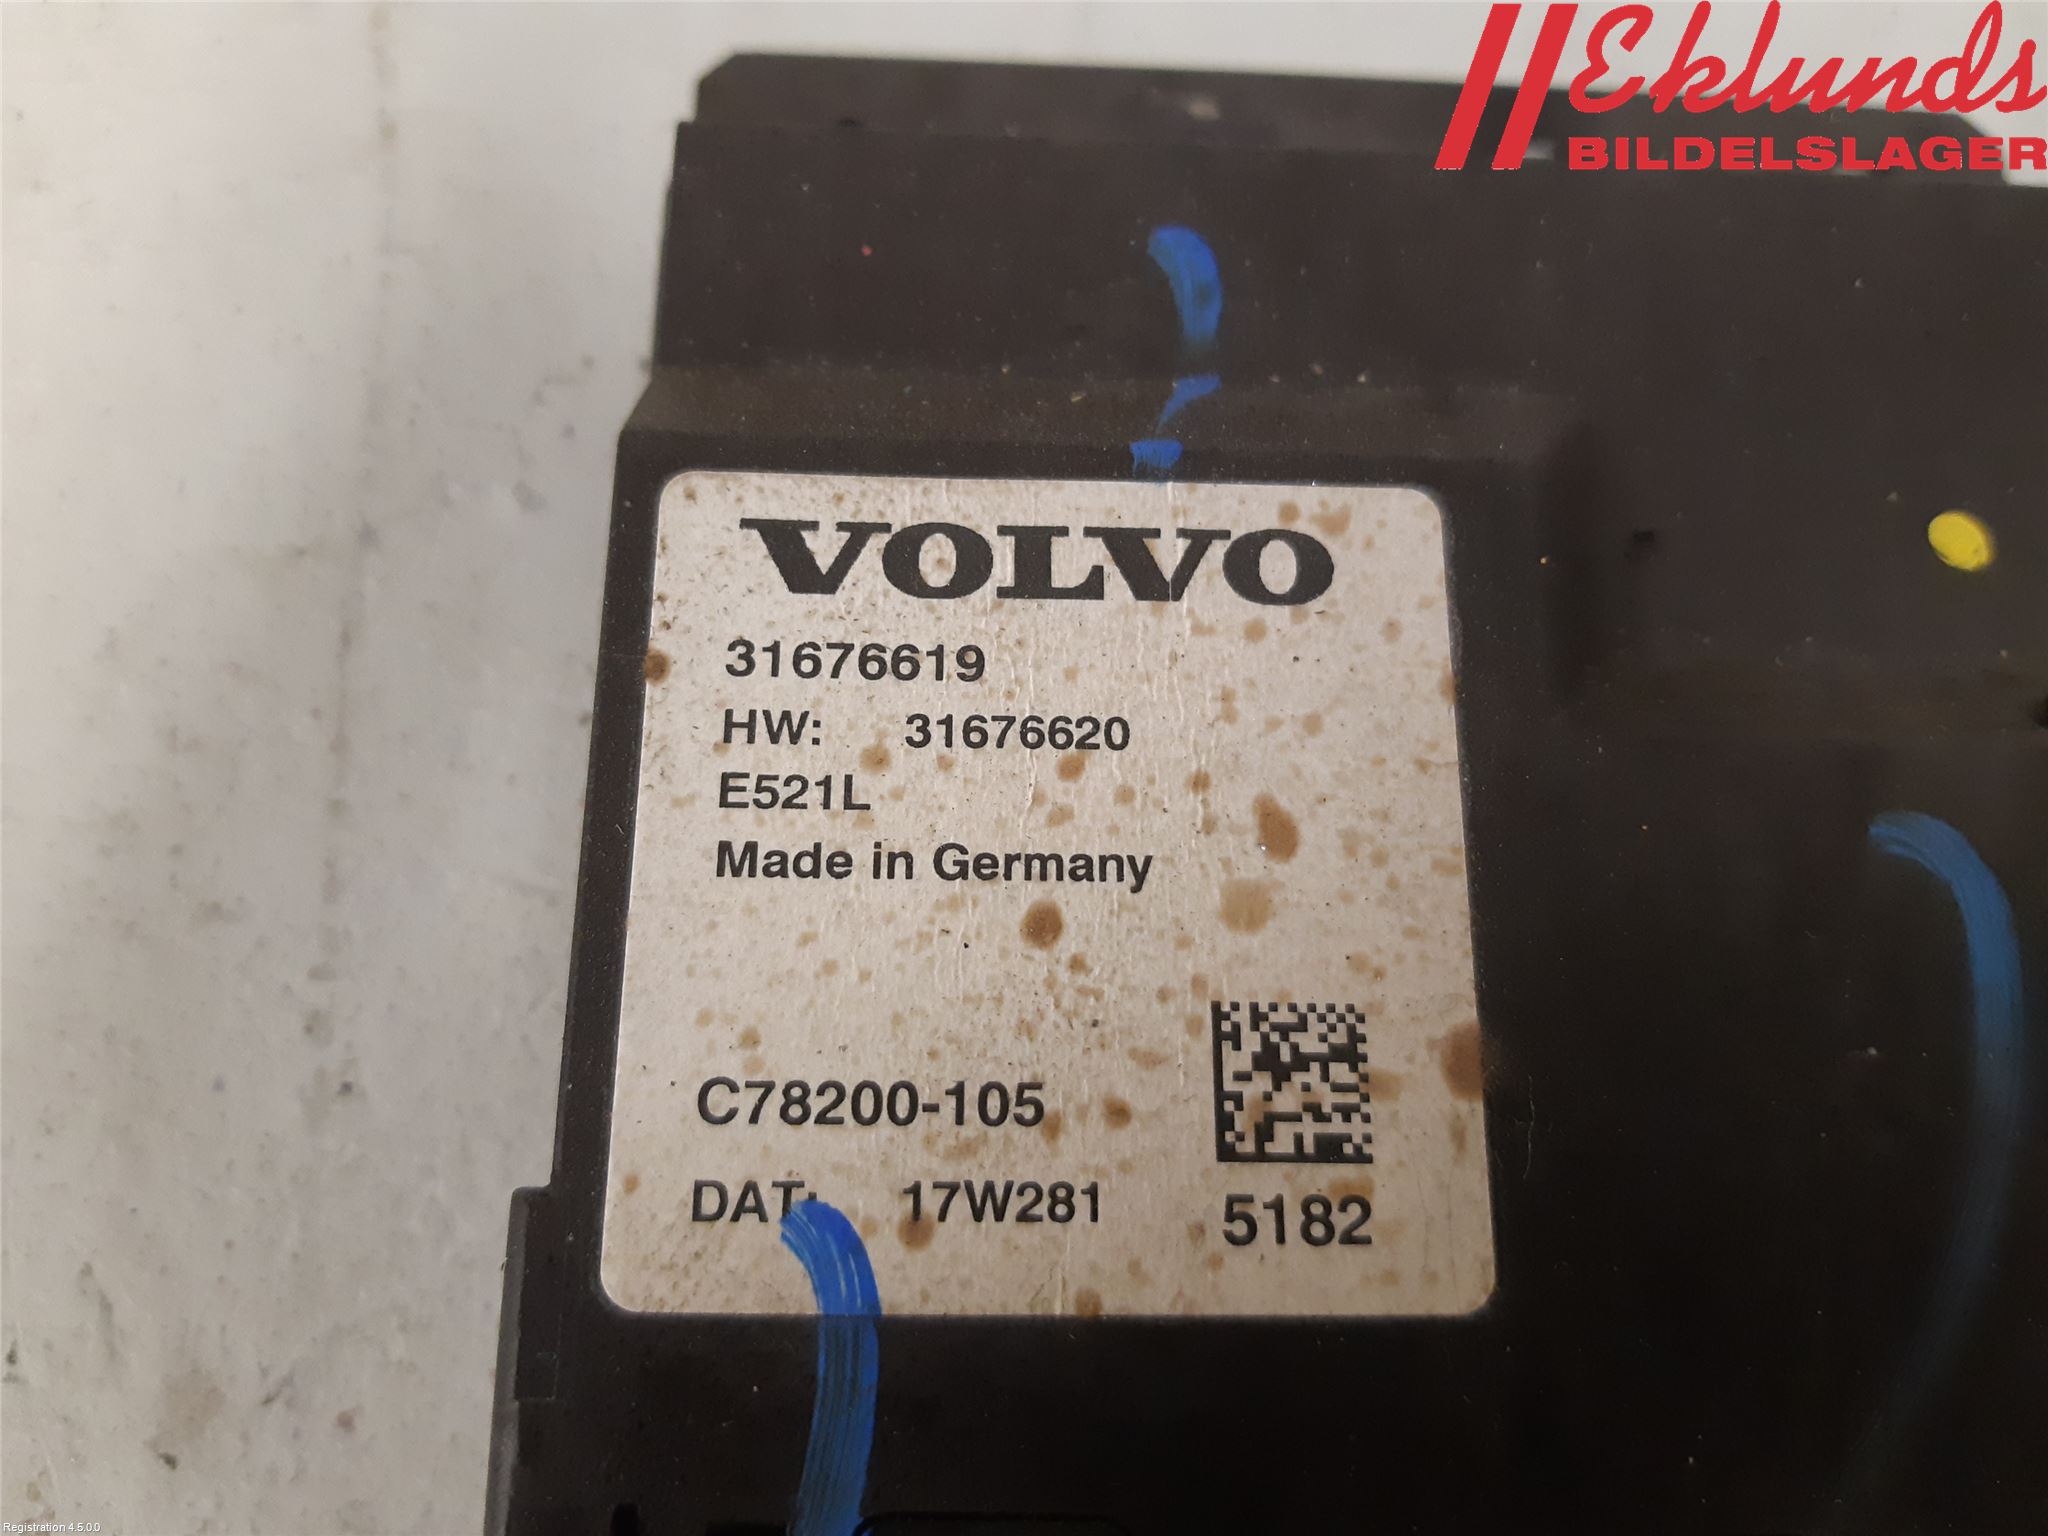 Eklunds
BILDELSLAGER
VOLVO
31676619
HW: 31676620
E521L
Made in Germany
C78200-105
DAT: 17W281
5182
Registration 4.5.0.0